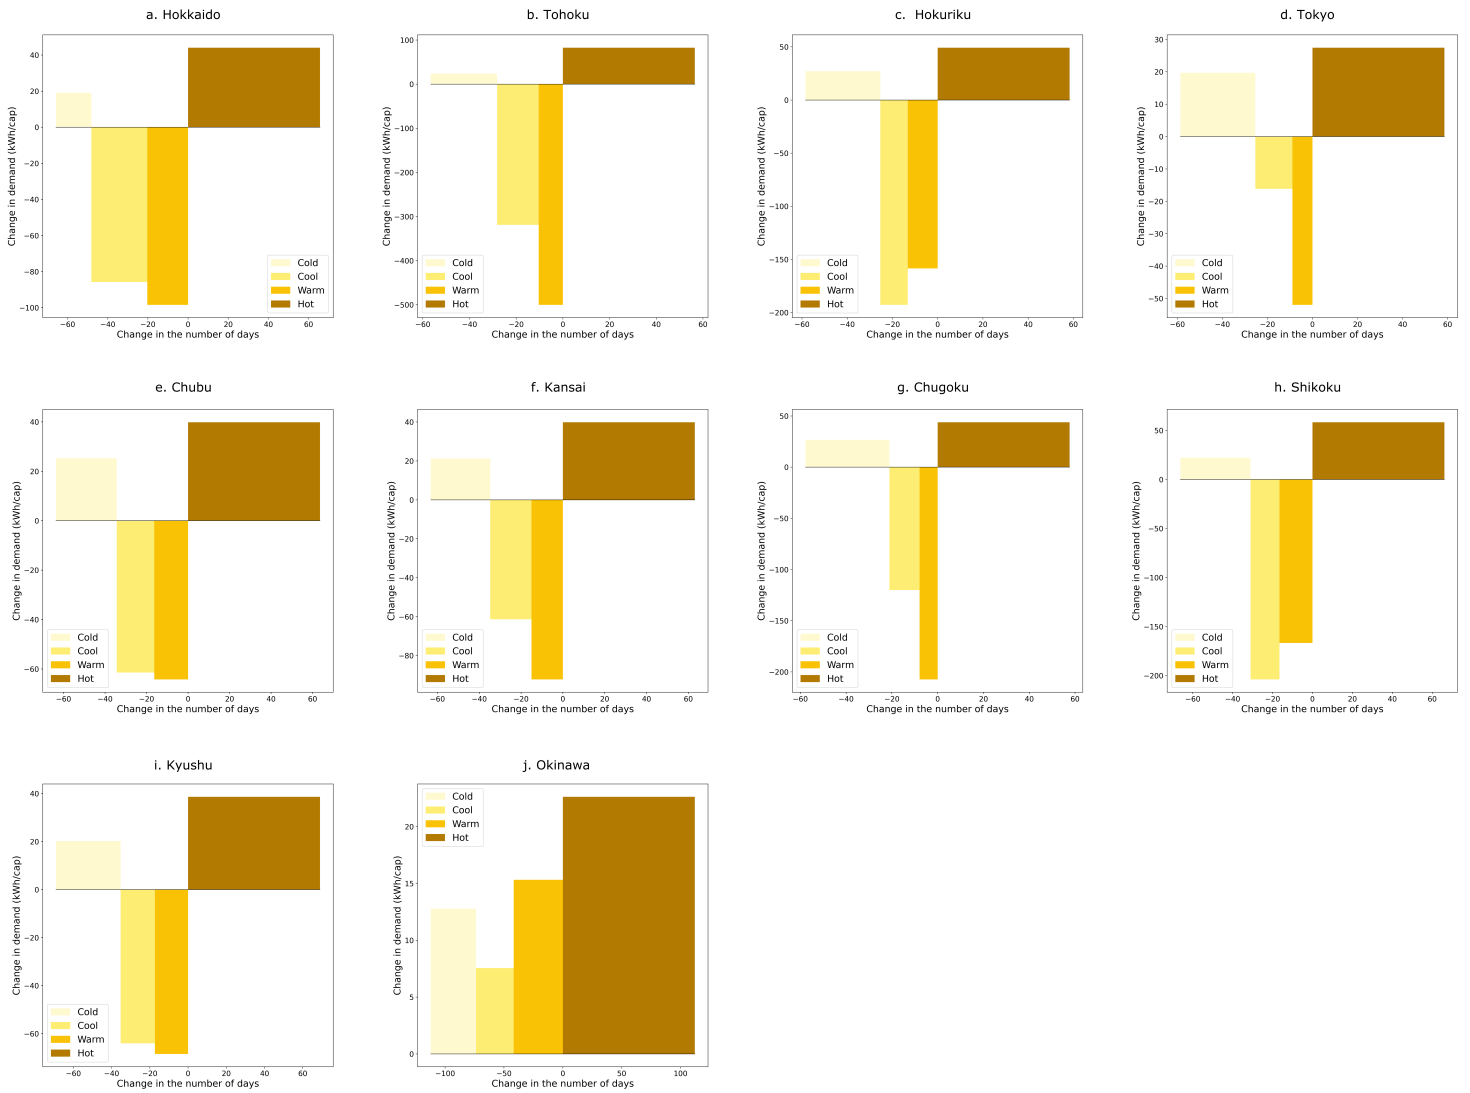 a. Hokkaido
Change in demand (kWh/cap)
40
20
0
−20
−40
−60
−80
−100
Cold
Cool
Warm
Hot
−60 −40 −20 0 20 40 60
Change in the number of days
b. Tohoku
Change in demand (kWh/cap)
100
0
−100
−200
−300
−400
−500
Cold
Cool
Warm
Hot
−60 −40 −20 0 20 40 60
Change in the number of days
c. Hokuriku
Change in demand (kWh/cap)
50
0
−50
−100
−150
−200
Cold
Cool
Warm
Hot
−60 −40 −20 0 20 40 60
Change in the number of days
d. Tokyo
Change in demand (kWh/cap)
30
20
10
0
−10
−20
−30
−40
−50
Cold
Cool
Warm
Hot
−60 −40 −20 0 20 40 60
Change in the number of days
e. Chubu
Change in demand (kWh/cap)
40
20
0
−20
−40
−60
Cold
Cool
Warm
Hot
−60 −40 −20 0 20 40 60
Change in the number of days
f. Kansai
Change in demand (kWh/cap)
40
20
0
−20
−40
−60
−80
Cold
Cool
Warm
Hot
−60 −40 −20 0 20 40 60
Change in the number of days
g. Chugoku
Change in demand (kWh/cap)
50
0
−50
−100
−150
−200
Cold
Cool
Warm
Hot
−60 −40 −20 0 20 40 60
Change in the number of days
h. Shikoku
Change in demand (kWh/cap)
50
0
−50
−100
−150
−200
Cold
Cool
Warm
Hot
−60 −40 −20 0 20 40 60
Change in the number of days
i. Kyushu
Change in demand (kWh/cap)
40
20
0
−20
−40
−60
Cold
Cool
Warm
Hot
−60 −40 −20 0 20 40 60
Change in the number of days
j. Okinawa
Change in demand (kWh/cap)
Cold
Cool
Warm
Hot
20
15
10
5
0
−100 −50 0 50 100
Change in the number of days